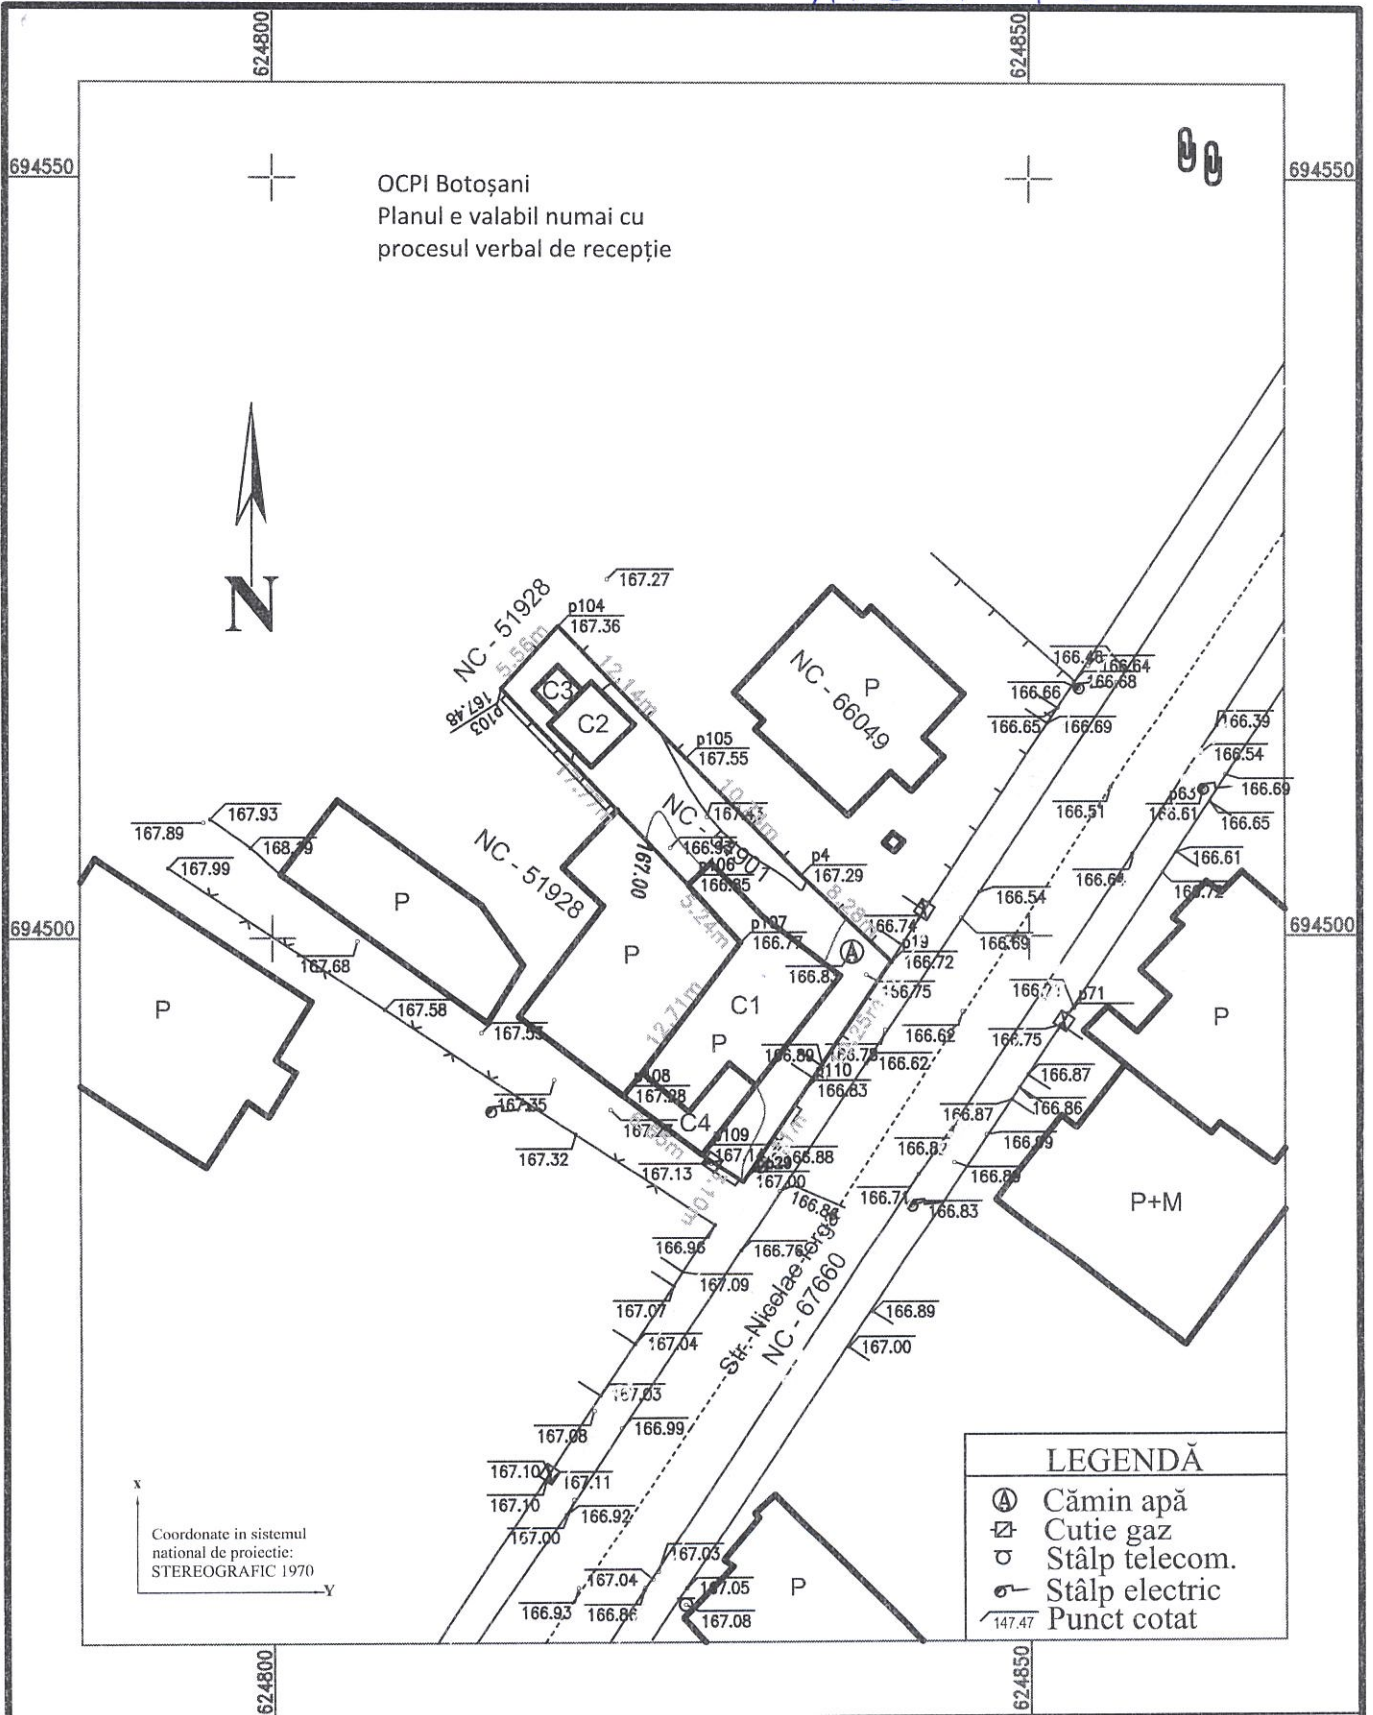 624800
624850
694550
694550
OCPI Botoșani
Planul e valabil numai cu
procesul verbal de recepție
N
167.27
p104
167.36
NC - 51928
5.56m
12.14m
C3
C2
167.48
p103
p105
167.55
NC - 66049
P
166.64
166.68
166.66
166.65
166.69
166.39
166.54
166.69
p63
166.61
166.65
166.51
167.93
167.89
167.99
NC - 51928
167.00
p106
166.85
p4
167.29
8.28m
166.61
166.54
P
694500
694500
5.24m
p107
166.77
166.74
p19
166.72
166.69
167.68
P
A
166.75
P
167.58
C1
P
12.71m
p71
166.75
P
166.62
166.62
166.89
p110
166.83
166.87
166.86
166.87
167.35
C4
p109
167.32
167.13
166.88
167.00
166.71
166.83
P+M
166.96
166.76
167.09
167.07
167.04
Str. Nicolae Iorga
NC - 67660
166.89
167.00
167.03
167.08
166.99
167.10
167.11
167.10
166.92
167.00
167.03
167.04
167.05
166.93
167.08
P
x
Coordonate in sistemul
national de proiectie:
STEREOGRAFIC 1970
Y
LEGENDĂ
A Cămin apă
Cutie gaz
Stâlp telecom.
Stâlp electric
147.47 Punct cotat
624800
624850